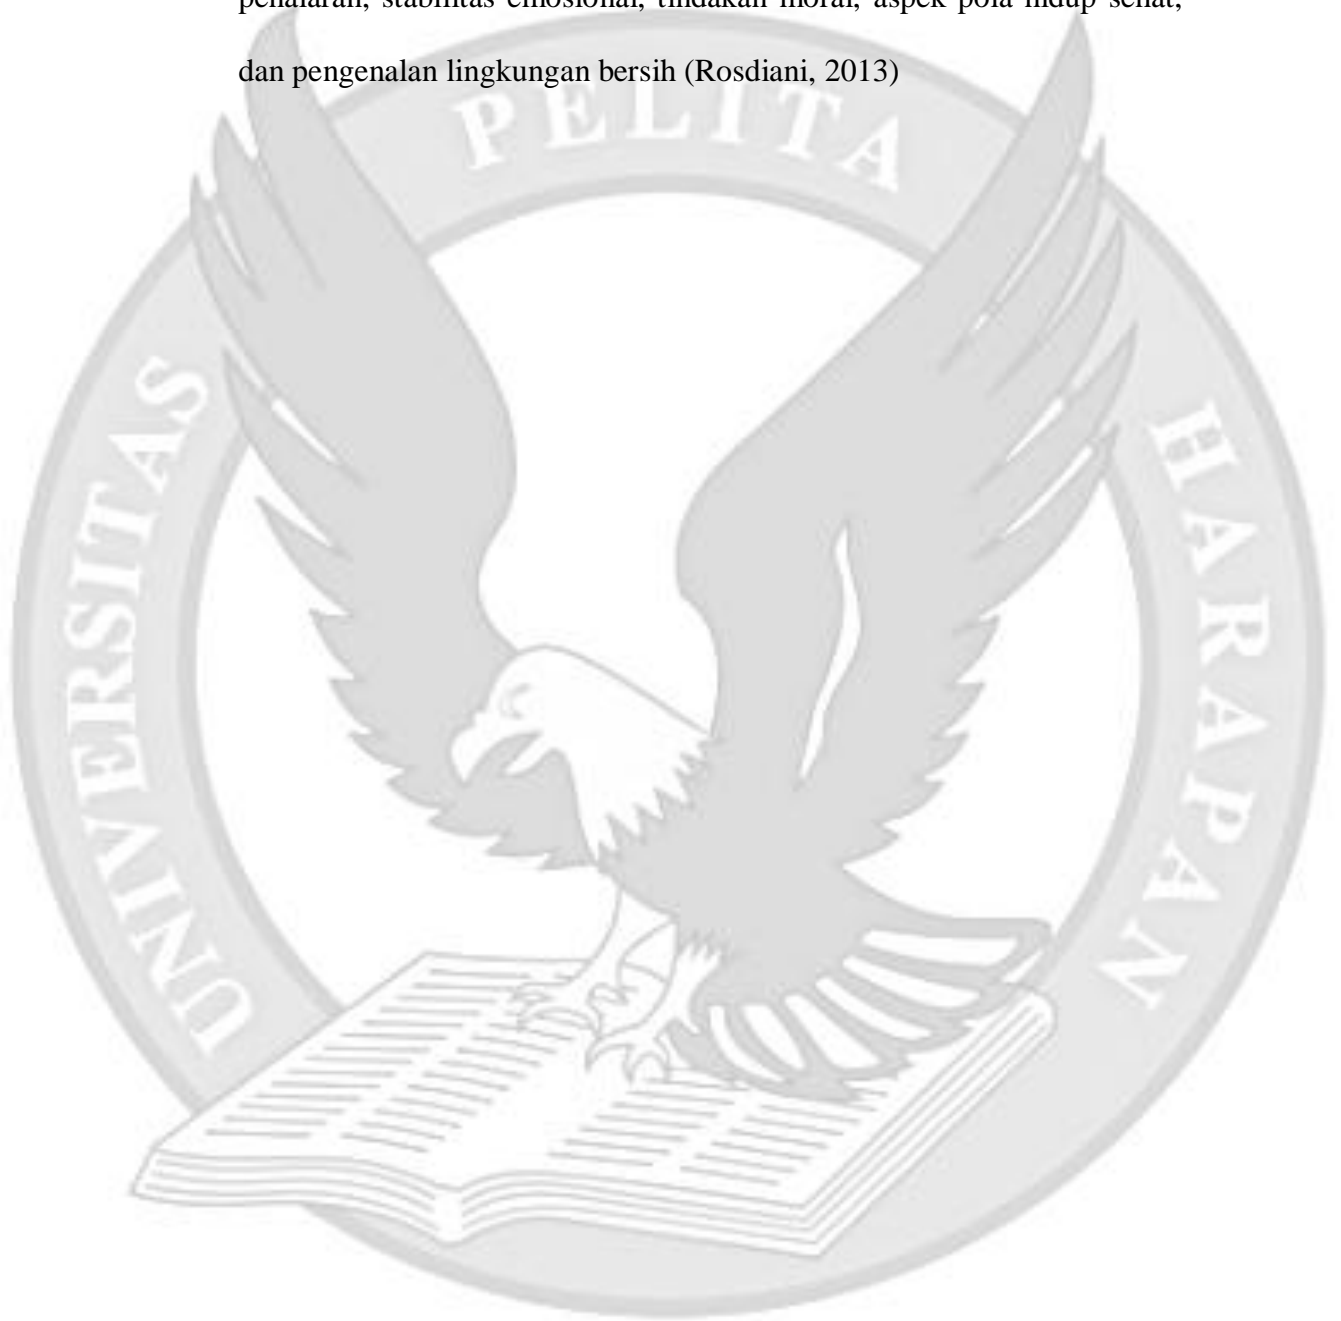 penalaran, stabilitas emosional, tindakan moral, aspek pola hidup sehat,
dan pengenalan lingkungan bersih (Rosdiani, 2013)
UNIVERSITAS
PELITA
HARAPAN